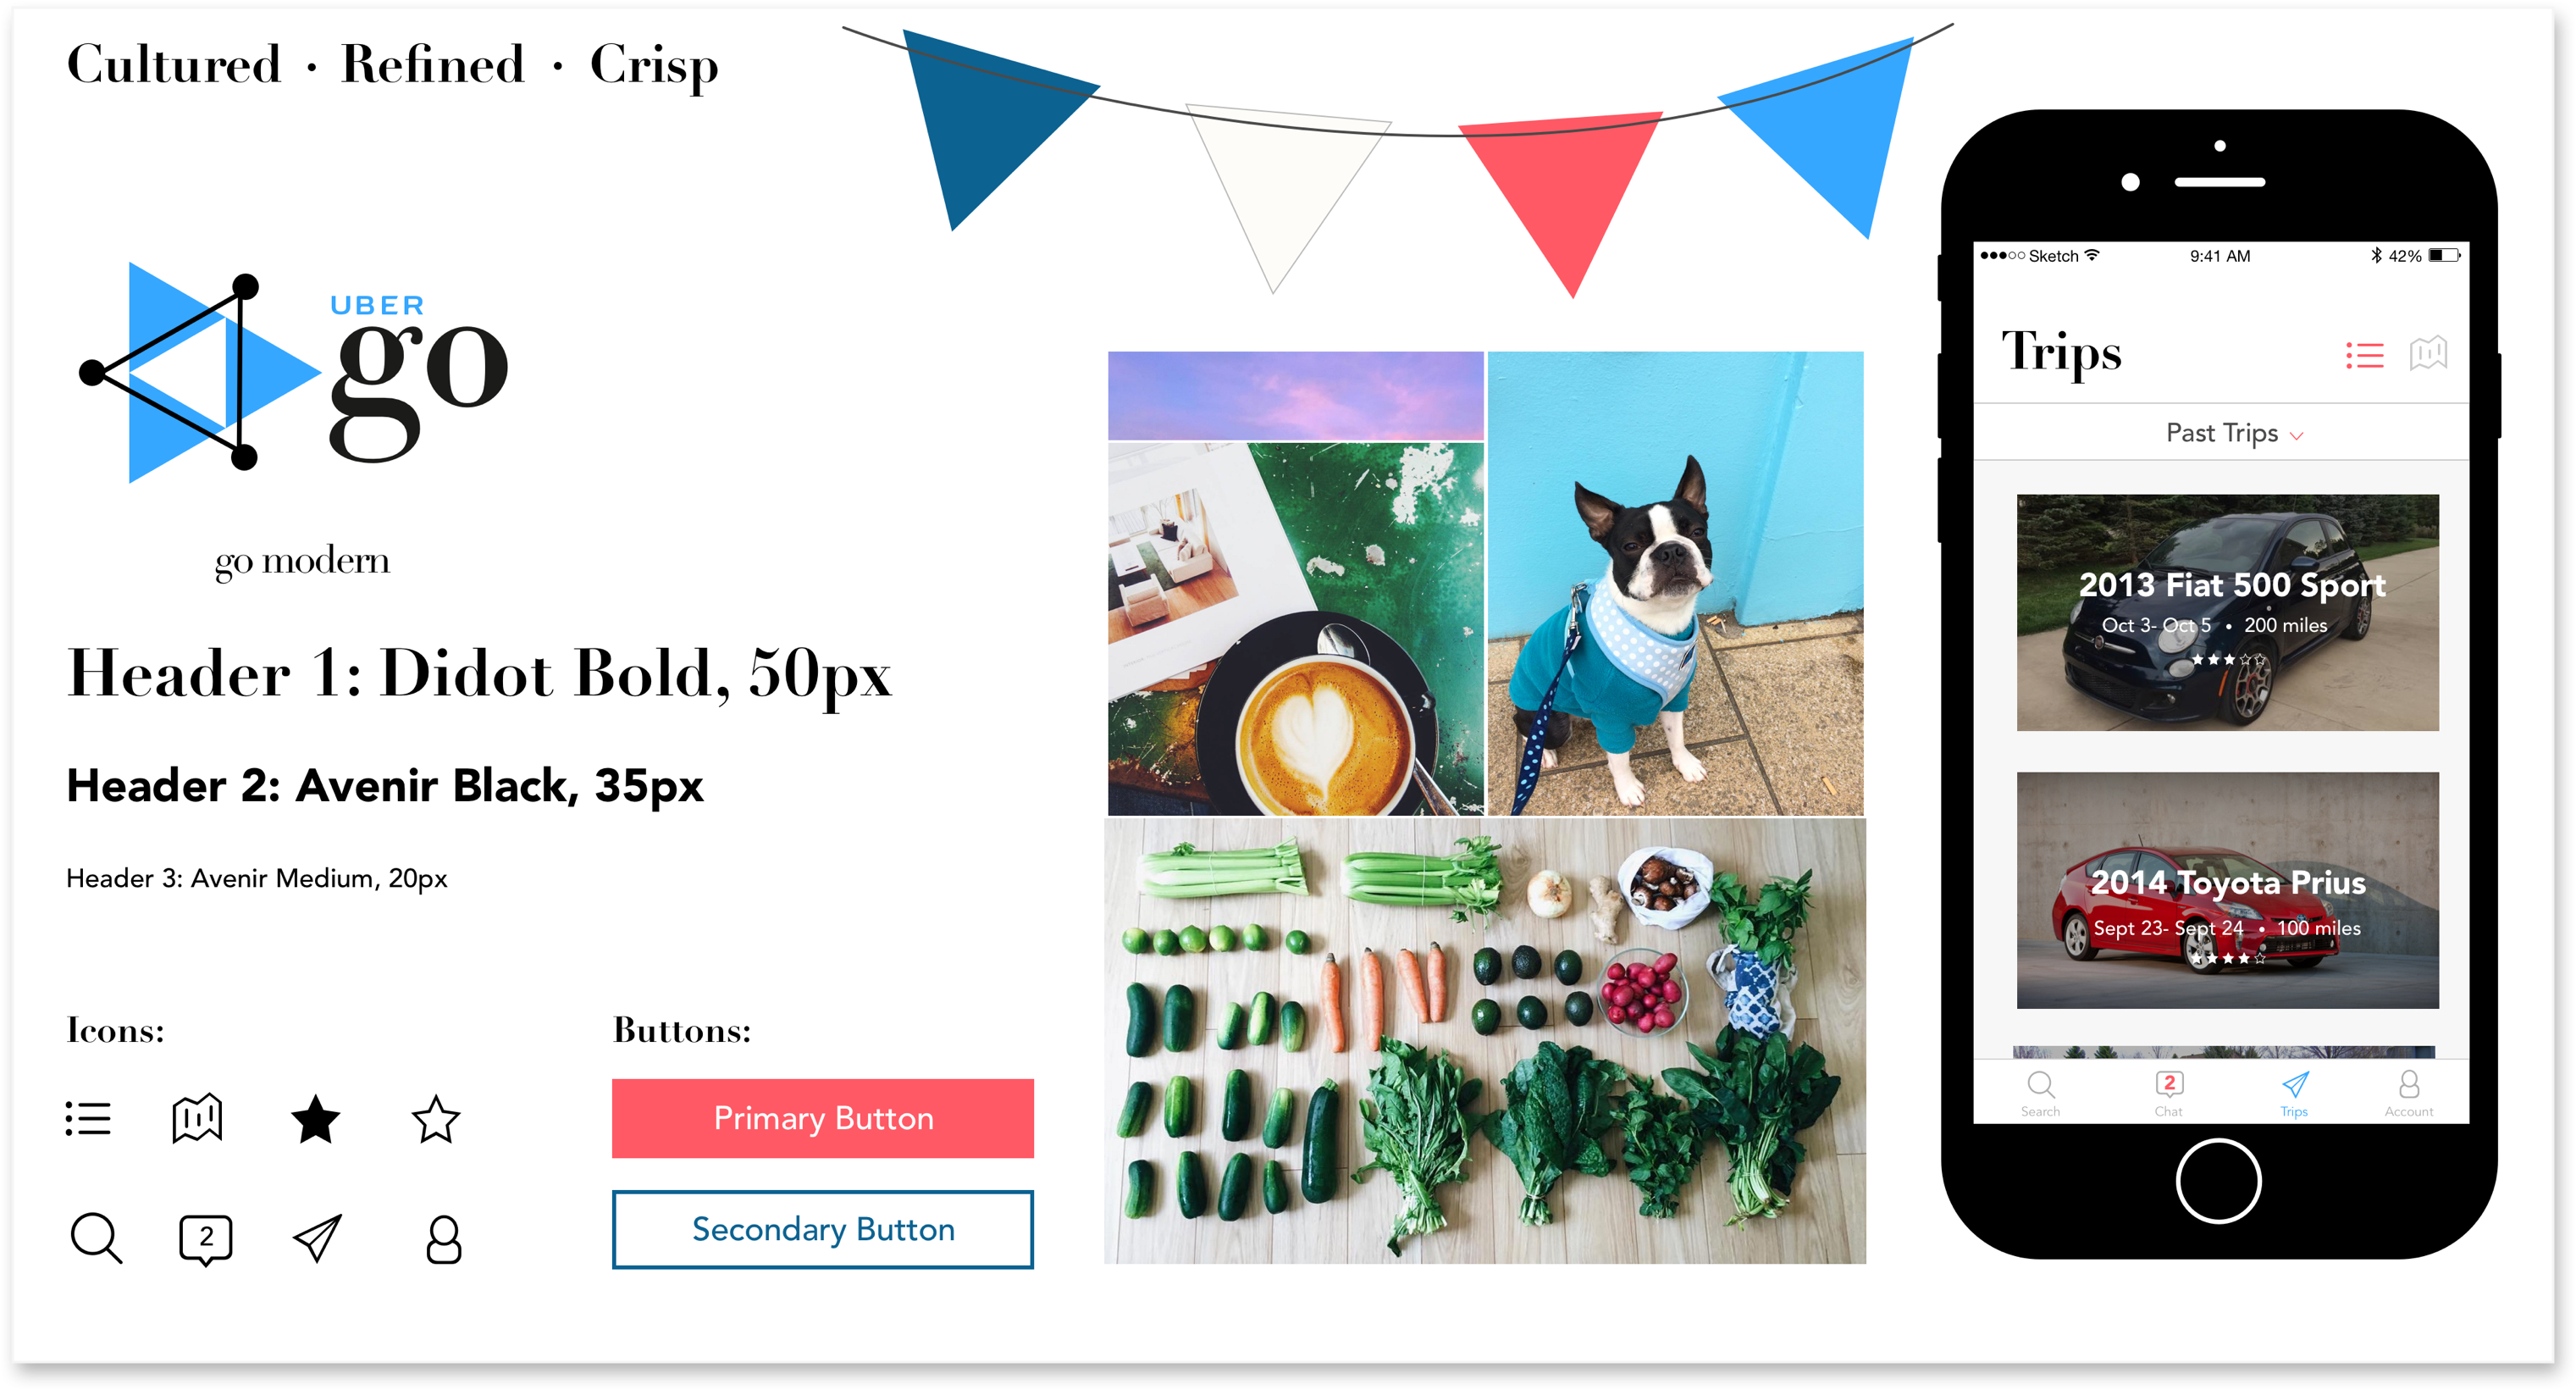 Cultured · Refined · Crisp
UBER
go
go modern
Header 1: Didot Bold, 50px
Header 2: Avenir Black, 35px
Header 3: Avenir Medium, 20px
Icons:
2
Buttons:
Primary Button
Secondary Button
Sketch 9:41 AM 42%
Trips
Past Trips
2013 Fiat 500 Sport
Oct 3- Oct 5 • 200 miles
2014 Toyota Prius
Sept 23- Sept 24 • 100 miles
2
Search Chat Trips Account